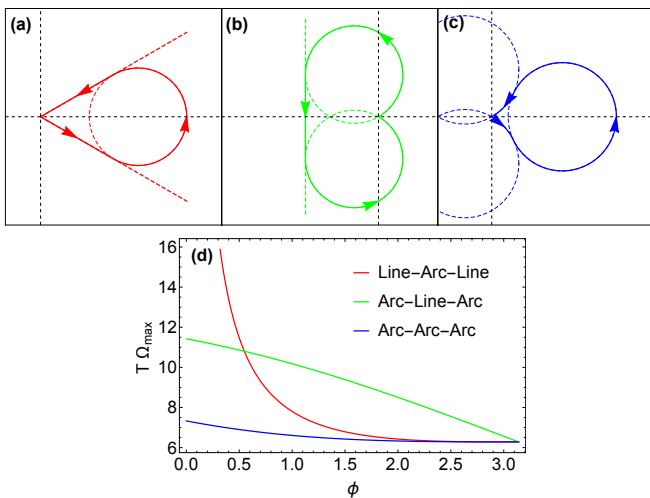 (a)
(b)
(c)
(d)
Line-Arc-Line
Arc-Line-Arc
Arc-Arc-Arc
T Ωmax
16
14
12
10
8
6
0.0 0.5 1.0 1.5 2.0 2.5 3.0
ϕ